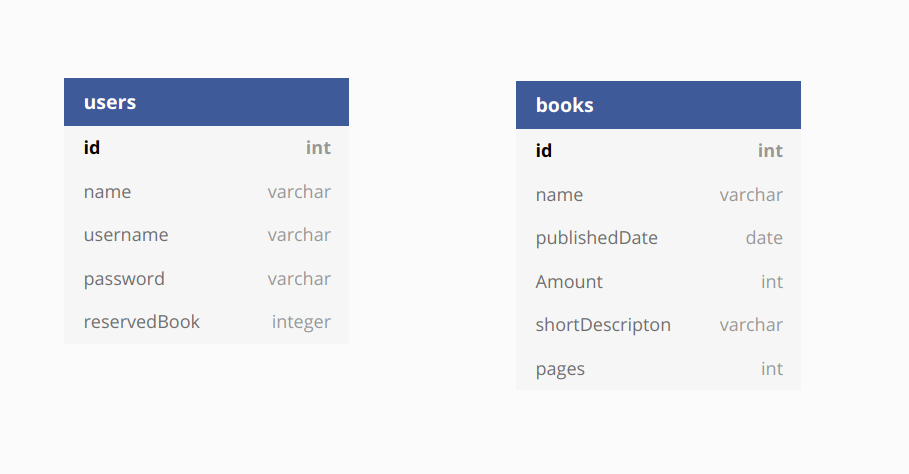 users
id int
name varchar
username varchar
password varchar
reservedBook integer
books
id int
name varchar
publishedDate date
Amount int
shortDescripton varchar
pages int